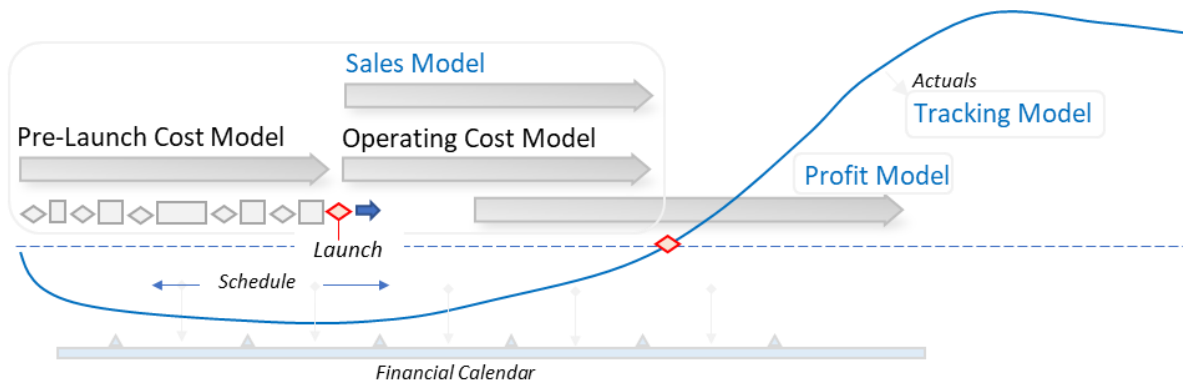 Sales Model
Actuals
Tracking Model
Pre-Launch Cost Model
Operating Cost Model
Profit Model
Launch
Schedule
Financial Calendar